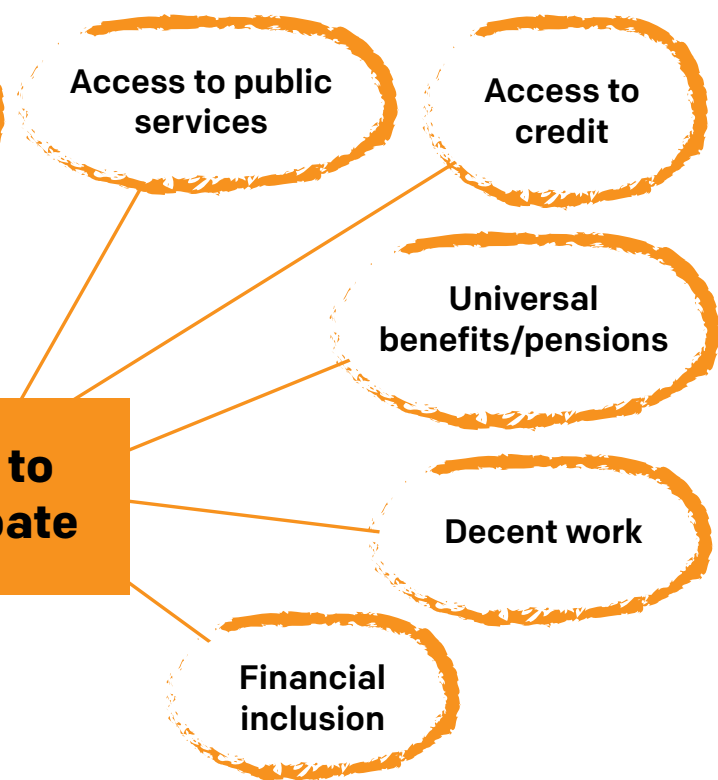 Access to public
services
Access to
credit
Universal
benefits/pensions
to
pate
Decent work
Financial
inclusion